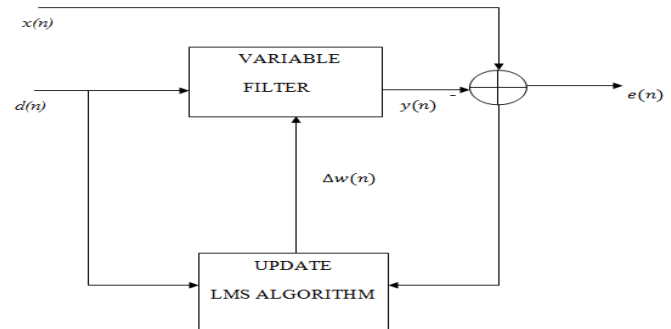 x(n)
VARIABLE
FILTER
d(n)
y(n)
-
e(n)
Δw(n)
UPDATE
LMS ALGORITHM